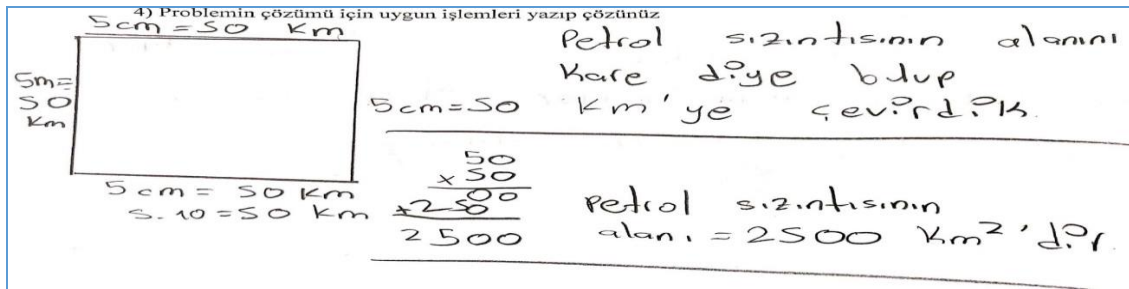 4) Problemin çözümü için uygun işlemleri yazıp çözünüz
5cm = 50 Km
5m =
50
Km
5cm = 50 Km
5.10 = 50 Km
Petrol sızıntısının alanını
Kare diye bulup
5cm = 50 Km'ye çevirdik.
50
x 50
00
+250
2500
Petrol sızıntısının
alanı = 2500 Km²'dir.